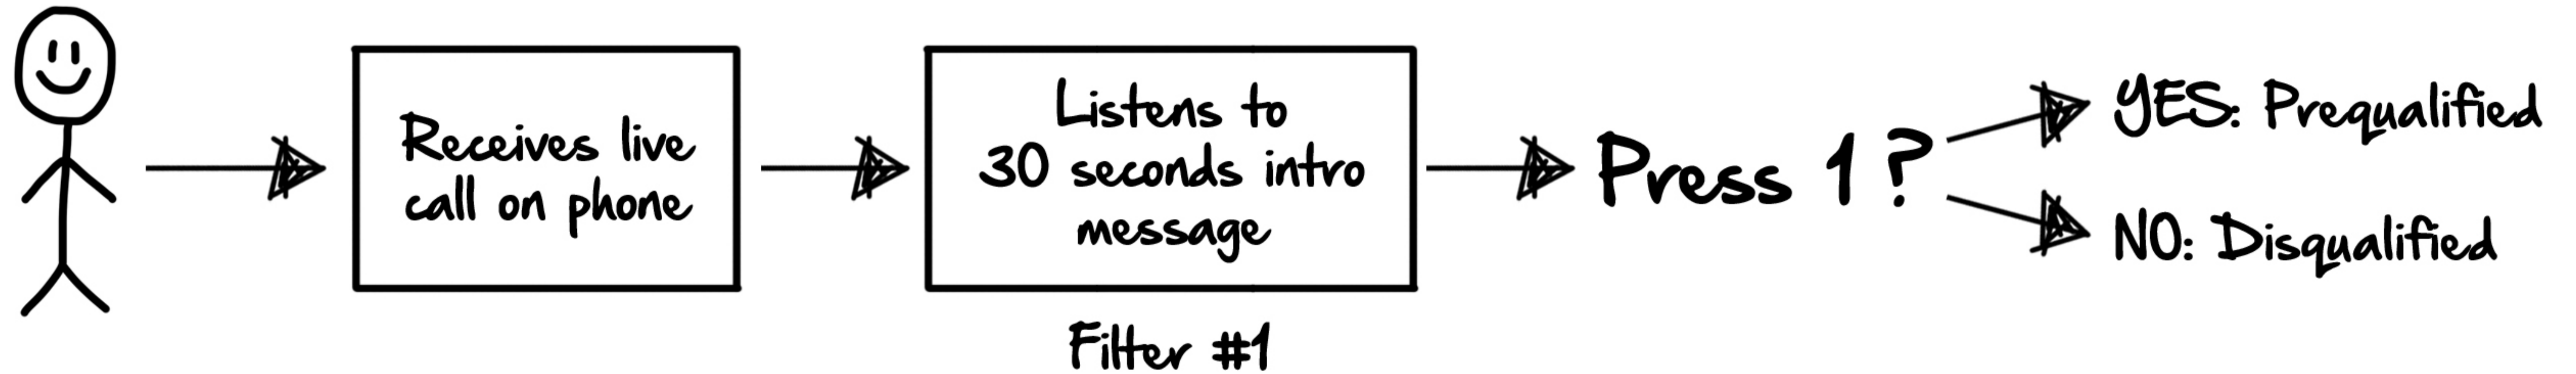 Receives live
call on phone
Listens to
30 seconds intro
message
Filter #1
Press 1?
YES: Prequalified
NO: Disqualified